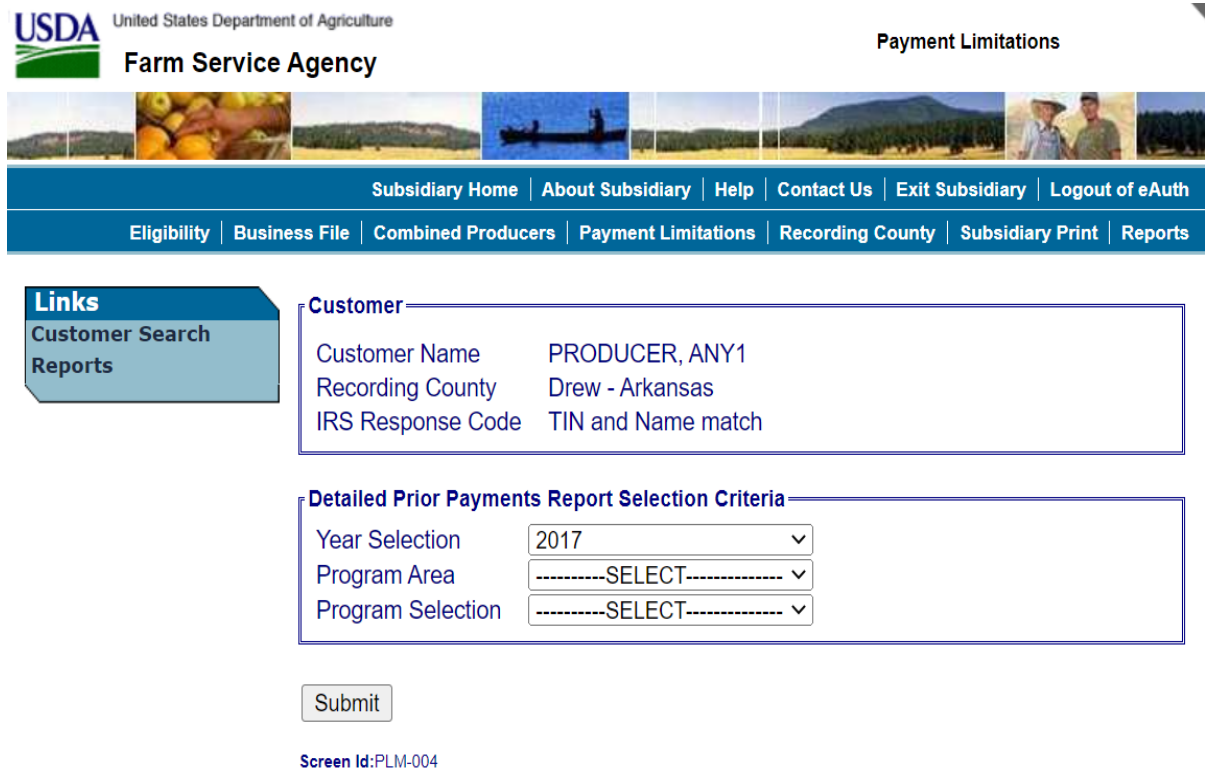 USDA United States Department of Agriculture
Farm Service Agency
Payment Limitations
Subsidiary Home | About Subsidiary | Help | Contact Us | Exit Subsidiary | Logout of eAuth
Eligibility | Business File | Combined Producers | Payment Limitations | Recording County | Subsidiary Print | Reports
Links
Customer Search
Reports
Customer
Customer Name PRODUCER, ANY1
Recording County Drew - Arkansas
IRS Response Code TIN and Name match
Detailed Prior Payments Report Selection Criteria
Year Selection 2017
Program Area ----------SELECT--------------
Program Selection ----------SELECT--------------
Submit
Screen Id:PLM-004